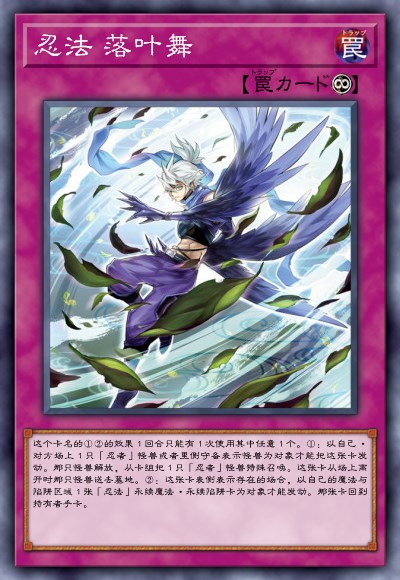 忍法 落叶舞
トラップ
罠
トラップ
【罠カード】
这个卡名的①②的效果1回合只能有1次使用其中任意1个。①：以自己·
对方场上1只「忍者」怪兽或者里侧守备表示怪兽为对象才能把这张卡发
动。那只怪兽解放，从卡组把1只「忍者」怪兽特殊召唤。这张卡从场上离
开时那只怪兽送去墓地。②：这张卡表侧表示存在的场合，以自己的魔法与
陷阱区域1张「忍法」永续魔法·永续陷阱卡为对象才能发动。那张卡回到
持有者手卡。